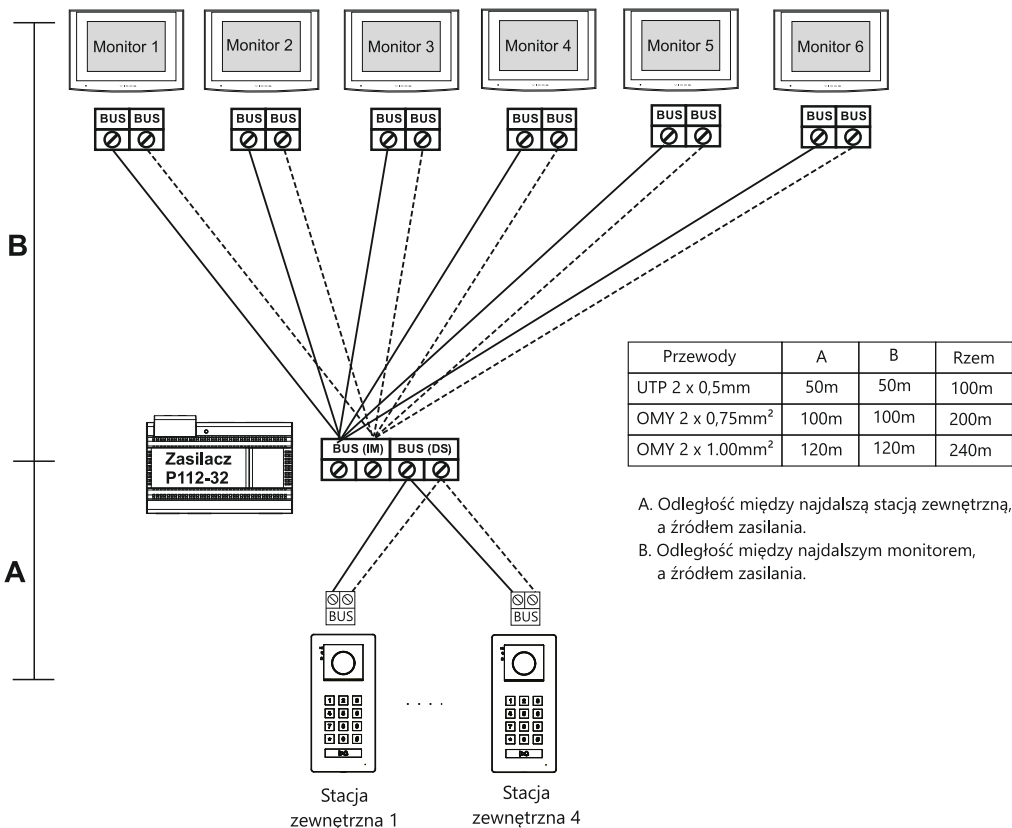 Monitor 1
Monitor 2
Monitor 3
Monitor 4
Monitor 5
Monitor 6
BUS BUS
BUS BUS
BUS BUS
BUS BUS
BUS BUS
BUS BUS
B
Przewody A B Rzem
UTP 2 x 0,5mm 50m 50m 100m
OMY 2 x 0,75mm² 100m 100m 200m
OMY 2 x 1.00mm² 120m 120m 240m
Zasilacz
P112-32
BUS (IM) BUS (DS)
A. Odległość między najdalszą stacją zewnętrzną,
a źródłem zasilania.
B. Odległość między najdalszym monitorem,
a źródłem zasilania.
A
BUS
BUS
. . . .
Stacja
zewnętrzna 1
Stacja
zewnętrzna 4